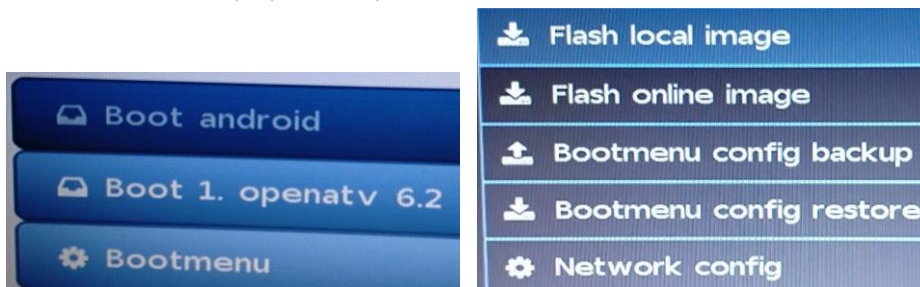 Boot android
Boot 1. openatv 6.2
Bootmenu
Flash local image
Flash online image
Bootmenu config backup
Bootmenu config restore
Network config